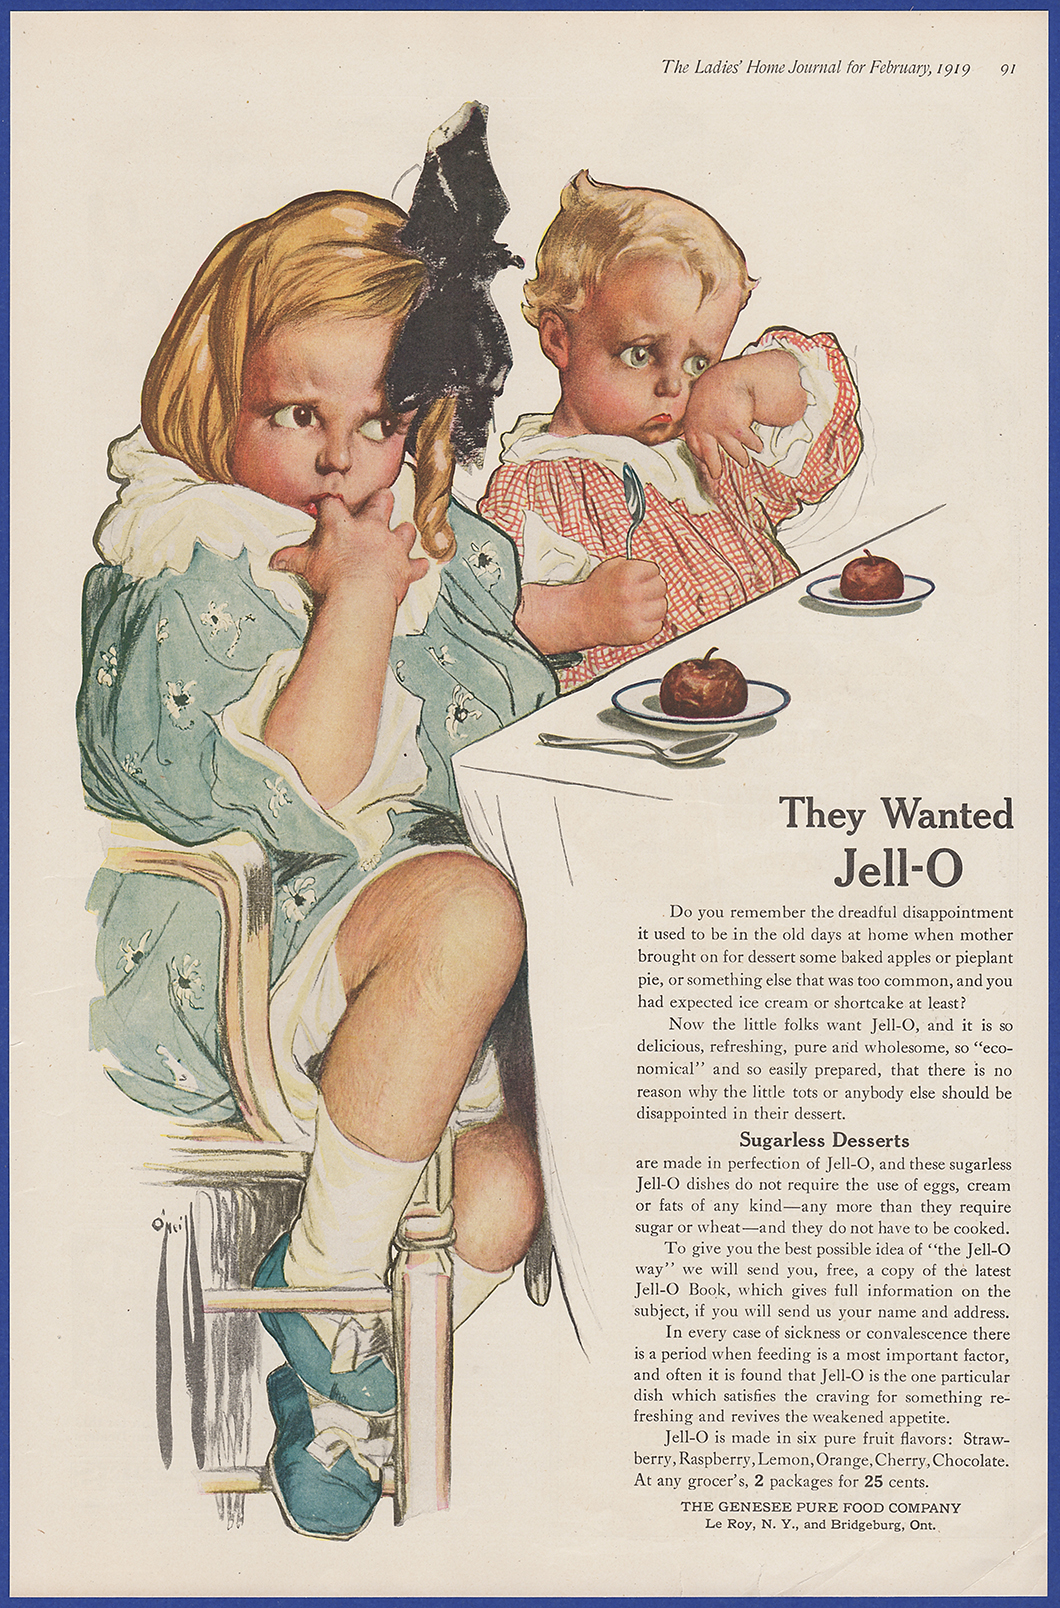 The Ladies' Home Journal for February, 1919 91
They Wanted
Jell-O
Do you remember the dreadful disappointment
it used to be in the old days at home when mother
brought on for dessert some baked apples or pieplant
pie, or something else that was too common, and you
had expected ice cream or shortcake at least?
Now the little folks want Jell-O, and it is so
delicious, refreshing, pure and wholesome, so "eco-
nomical" and so easily prepared, that there is no
reason why the little tots or anybody else should be
disappointed in their dessert.
Sugarless Desserts
are made in perfection of Jell-O, and these sugarless
Jell-O dishes do not require the use of eggs, cream
or fats of any kind—any more than they require
sugar or wheat—and they do not have to be cooked.
To give you the best possible idea of "the Jell-O
way" we will send you, free, a copy of the latest
Jell-O Book, which gives full information on the
subject, if you will send us your name and address.
In every case of sickness or convalescence there
is a period when feeding is a most important factor,
and often it is found that Jell-O is the one particular
dish which satisfies the craving for something re-
freshing and revives the weakened appetite.
Jell-O is made in six pure fruit flavors: Straw-
berry, Raspberry, Lemon, Orange, Cherry, Chocolate.
At any grocer's, 2 packages for 25 cents.
THE GENESEE PURE FOOD COMPANY
Le Roy, N. Y., and Bridgeburg, Ont.
O'Neill